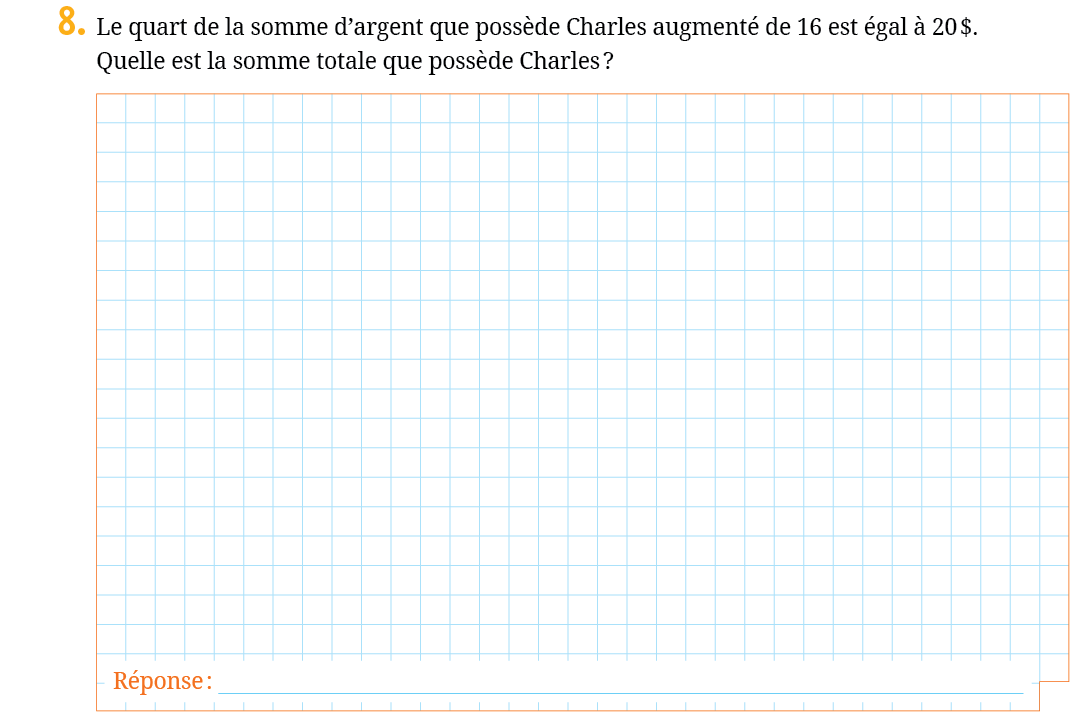 8. Le quart de la somme d’argent que possède Charles augmenté de 16 est égal à 20 $.
Quelle est la somme totale que possède Charles ?
Réponse :